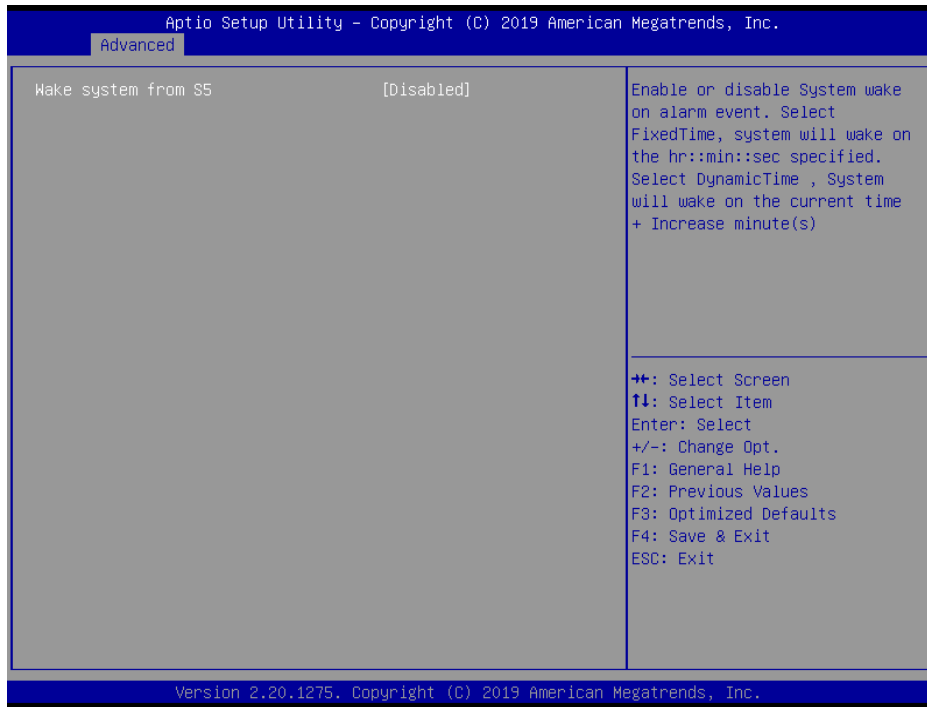 Aptio Setup Utility – Copyright (C) 2019 American Megatrends, Inc.
Advanced
Wake system from S5 [Disabled]
Enable or disable System wake
on alarm event. Select
FixedTime, system will wake on
the hr::min::sec specified.
Select DynamicTime , System
will wake on the current time
+ Increase minute(s)
→←: Select Screen
↑↓: Select Item
Enter: Select
+/-: Change Opt.
F1: General Help
F2: Previous Values
F3: Optimized Defaults
F4: Save & Exit
ESC: Exit
Version 2.20.1275. Copyright (C) 2019 American Megatrends, Inc.